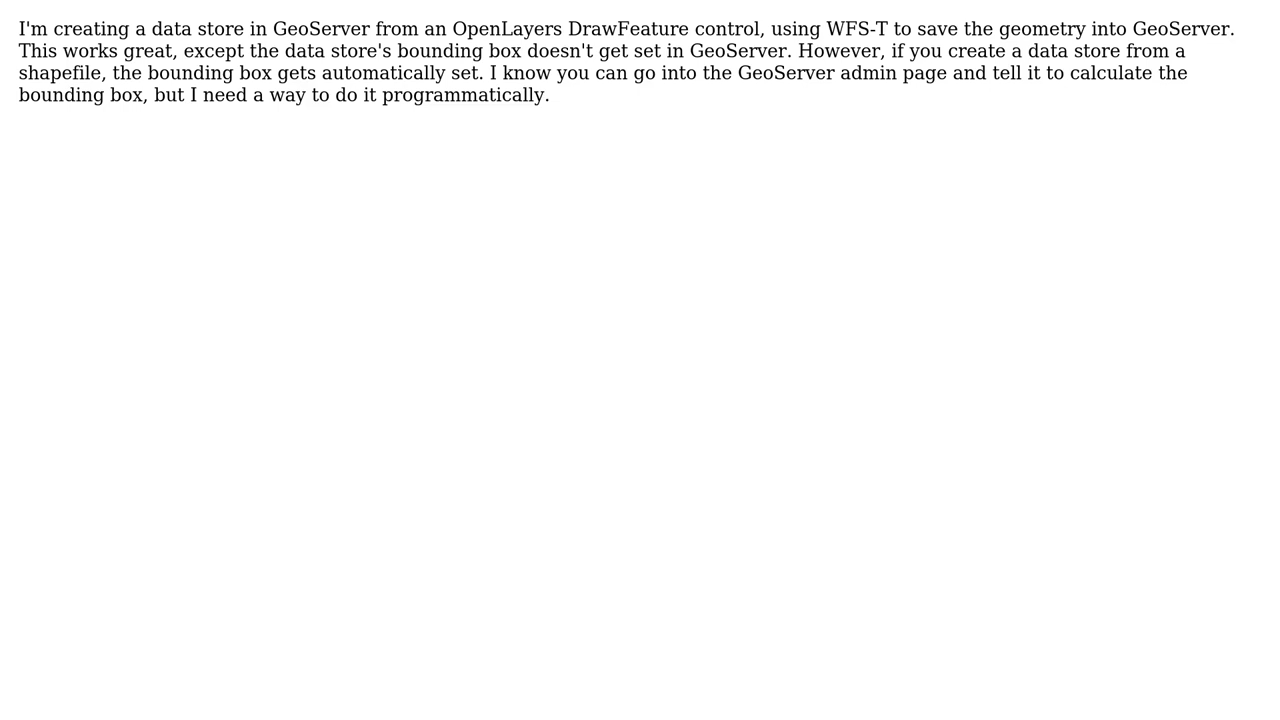 I'm creating a data store in GeoServer from an OpenLayers DrawFeature control, using WFS-T to save the geometry into GeoServer.
This works great, except the data store's bounding box doesn't get set in GeoServer. However, if you create a data store from a
shapefile, the bounding box gets automatically set. I know you can go into the GeoServer admin page and tell it to calculate the
bounding box, but I need a way to do it programmatically.